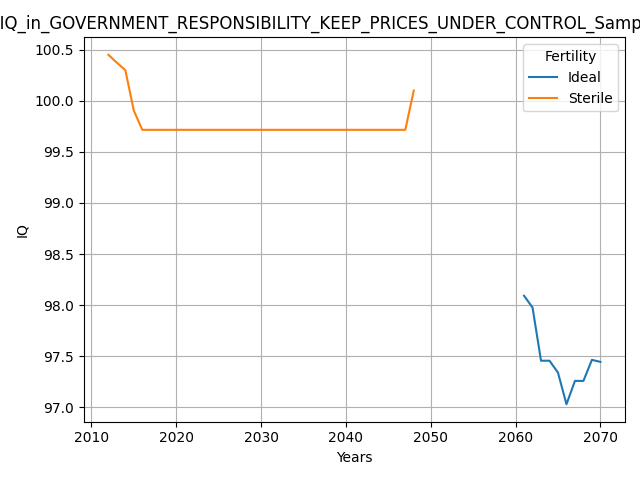 IQ_in_GOVERNMENT_RESPONSIBILITY_KEEP_PRICES_UNDER_CONTROL_Samp
100.5
100.0
99.5
99.0
98.5
98.0
97.5
97.0
IQ
Fertility
Ideal
Sterile
2010 2020 2030 2040 2050 2060 2070
Years